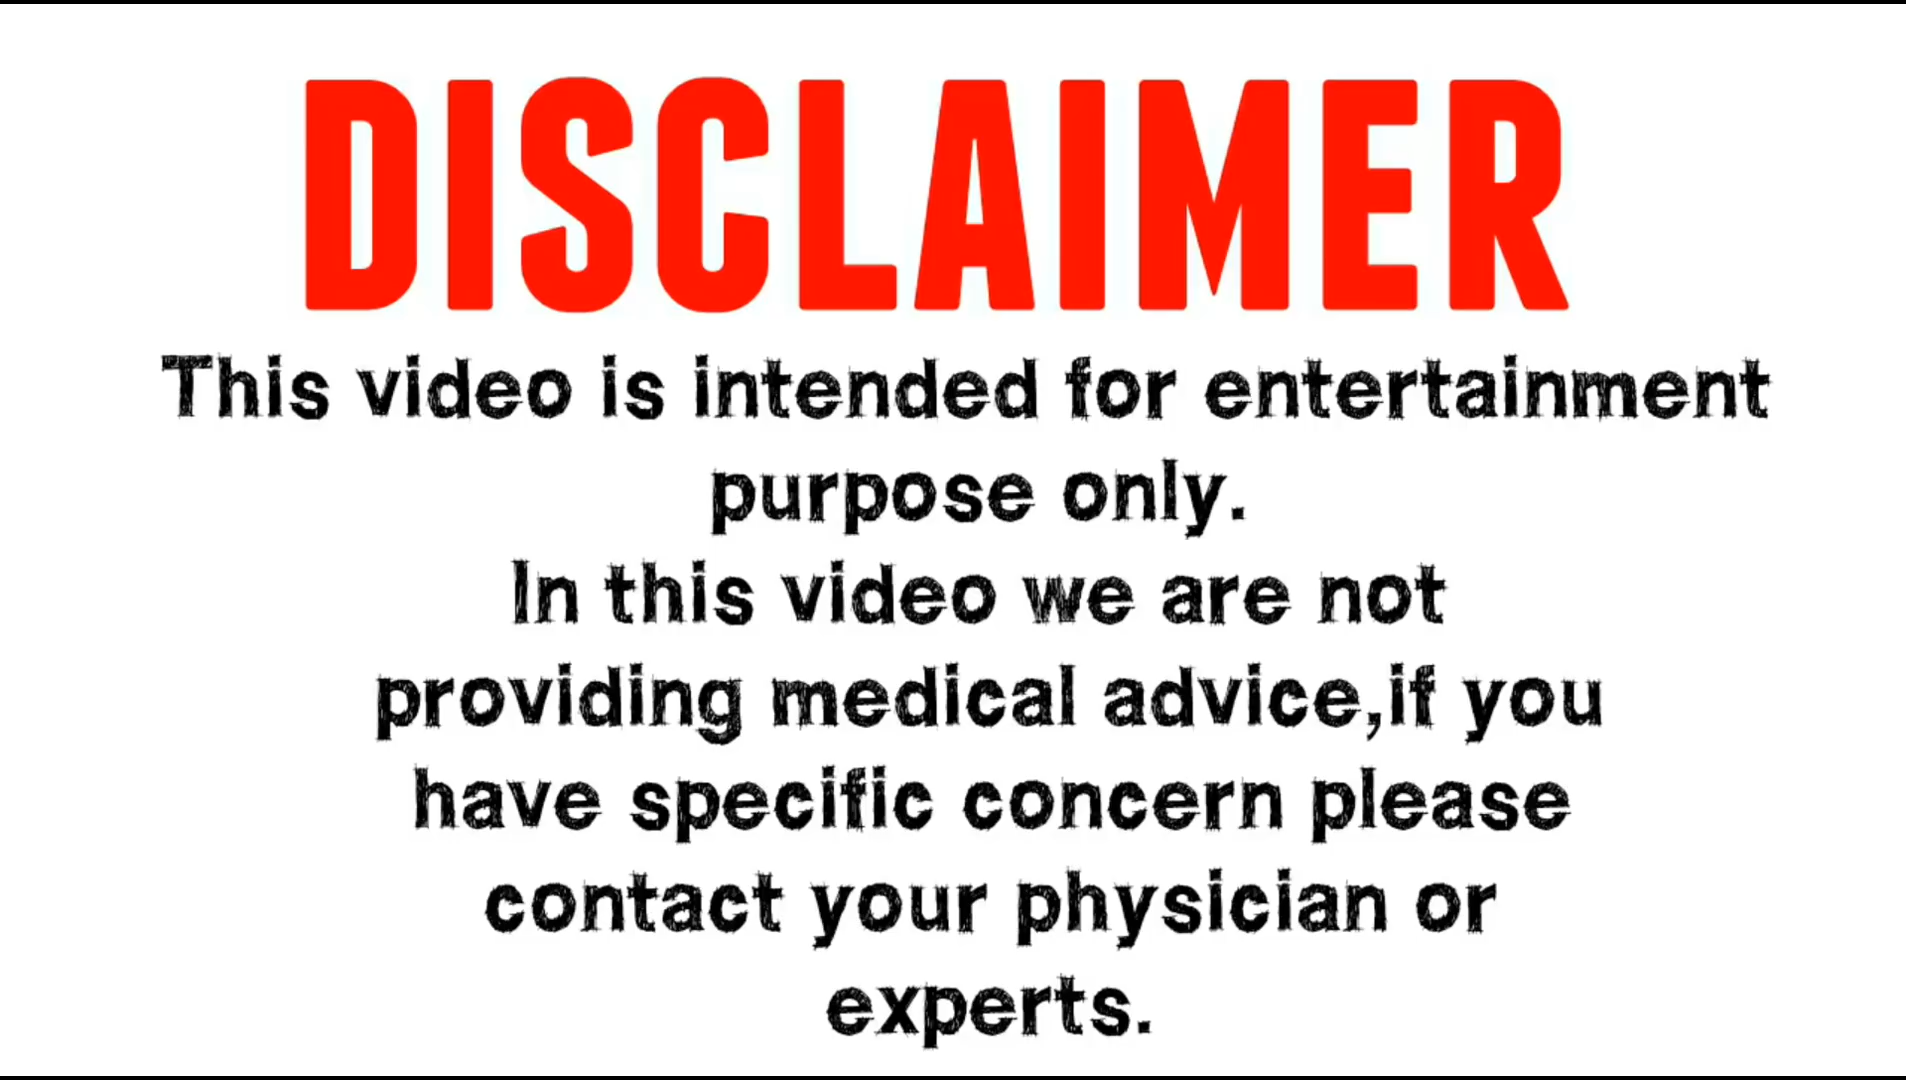 DISCLAIMER
This video is intended for entertainment
purpose only.
In this video we are not
providing medical advice,if you
have specific concern please
contact your physician or
experts.